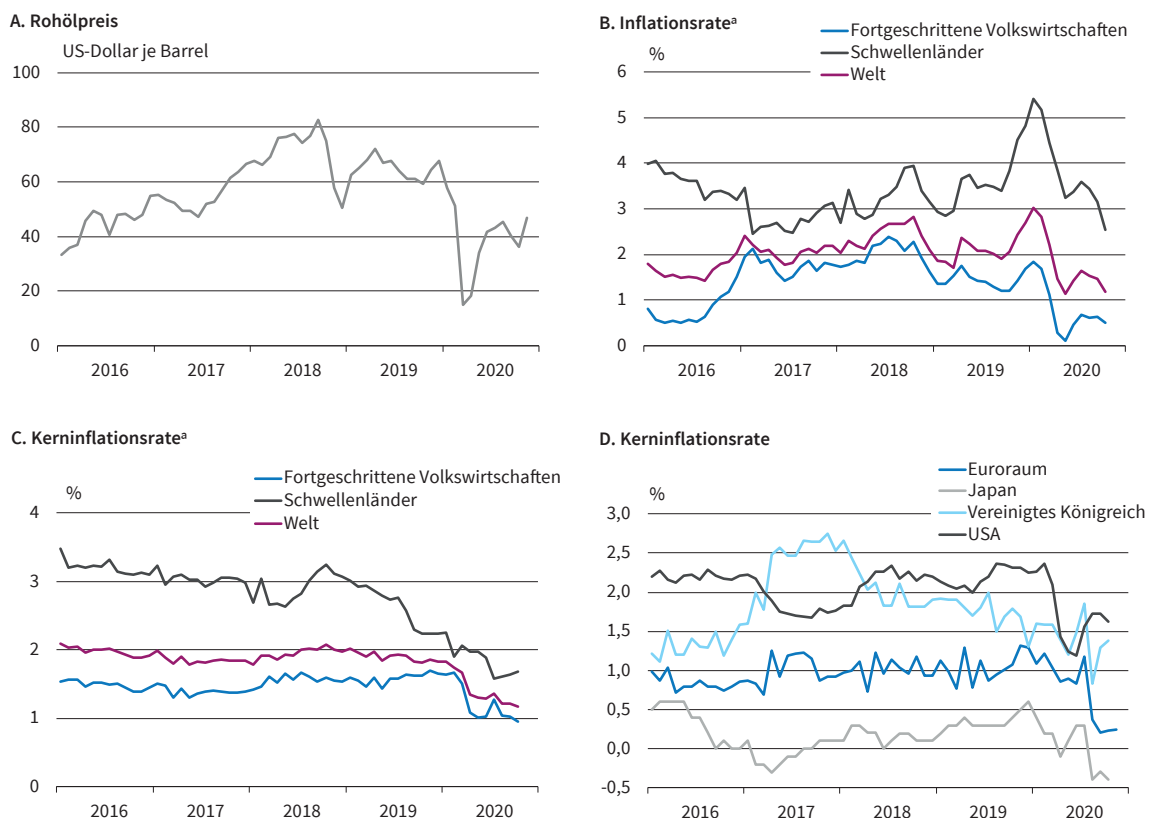 A. Rohölpreis
US-Dollar je Barrel
100
80
60
40
20
0
2016 2017 2018 2019 2020
B. Inflationsrateᵃ
%
Fortgeschrittene Volkswirtschaften
Schwellenländer
Welt
6
5
4
3
2
1
0
2016 2017 2018 2019 2020
C. Kerninflationsrateᵃ
%
Fortgeschrittene Volkswirtschaften
Schwellenländer
Welt
4
3
2
1
0
2016 2017 2018 2019 2020
D. Kerninflationsrate
%
Euroraum
Japan
Vereinigtes Königreich
USA
3,0
2,5
2,0
1,5
1,0
0,5
0,0
-0,5
2016 2017 2018 2019 2020